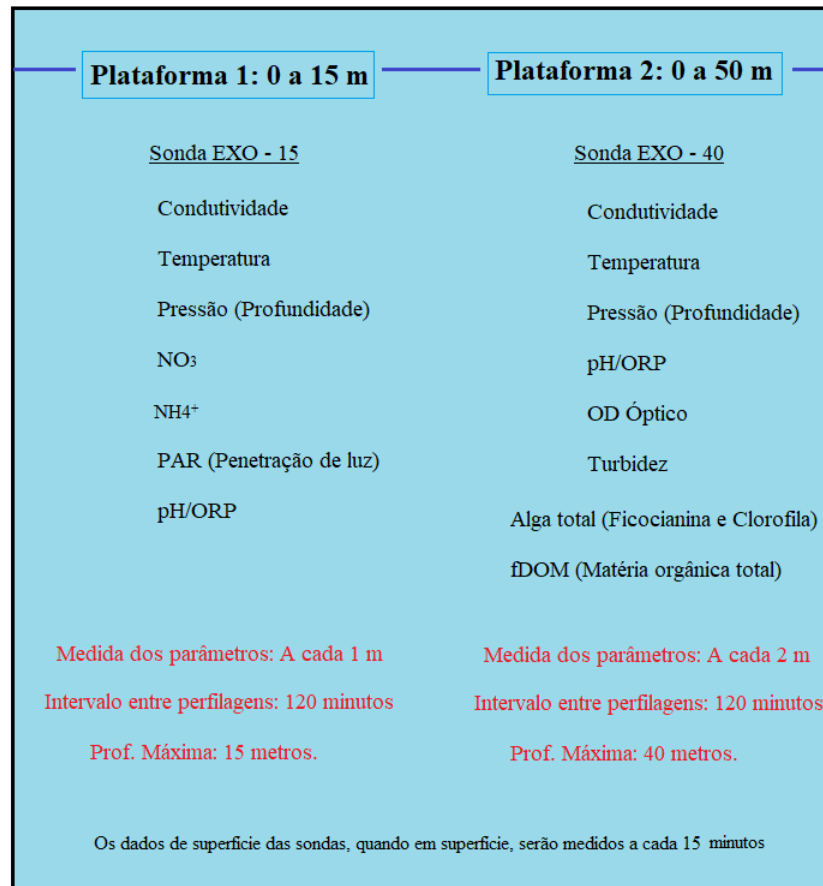 Plataforma 1: 0 a 15 m
Sonda EXO - 15
Condutividade
Temperatura
Pressão (Profundidade)
NO3
NH4+
PAR (Penetração de luz)
pH/ORP
Medida dos parâmetros: A cada 1 m
Intervalo entre perfilagens: 120 minutos
Prof. Máxima: 15 metros.
Plataforma 2: 0 a 50 m
Sonda EXO - 40
Condutividade
Temperatura
Pressão (Profundidade)
pH/ORP
OD Óptico
Turbidez
Alga total (Ficocianina e Clorofila)
fDOM (Matéria orgânica total)
Medida dos parâmetros: A cada 2 m
Intervalo entre perfilagens: 120 minutos
Prof. Máxima: 40 metros.
Os dados de superfície das sondas, quando em superfície, serão medidos a cada 15 minutos